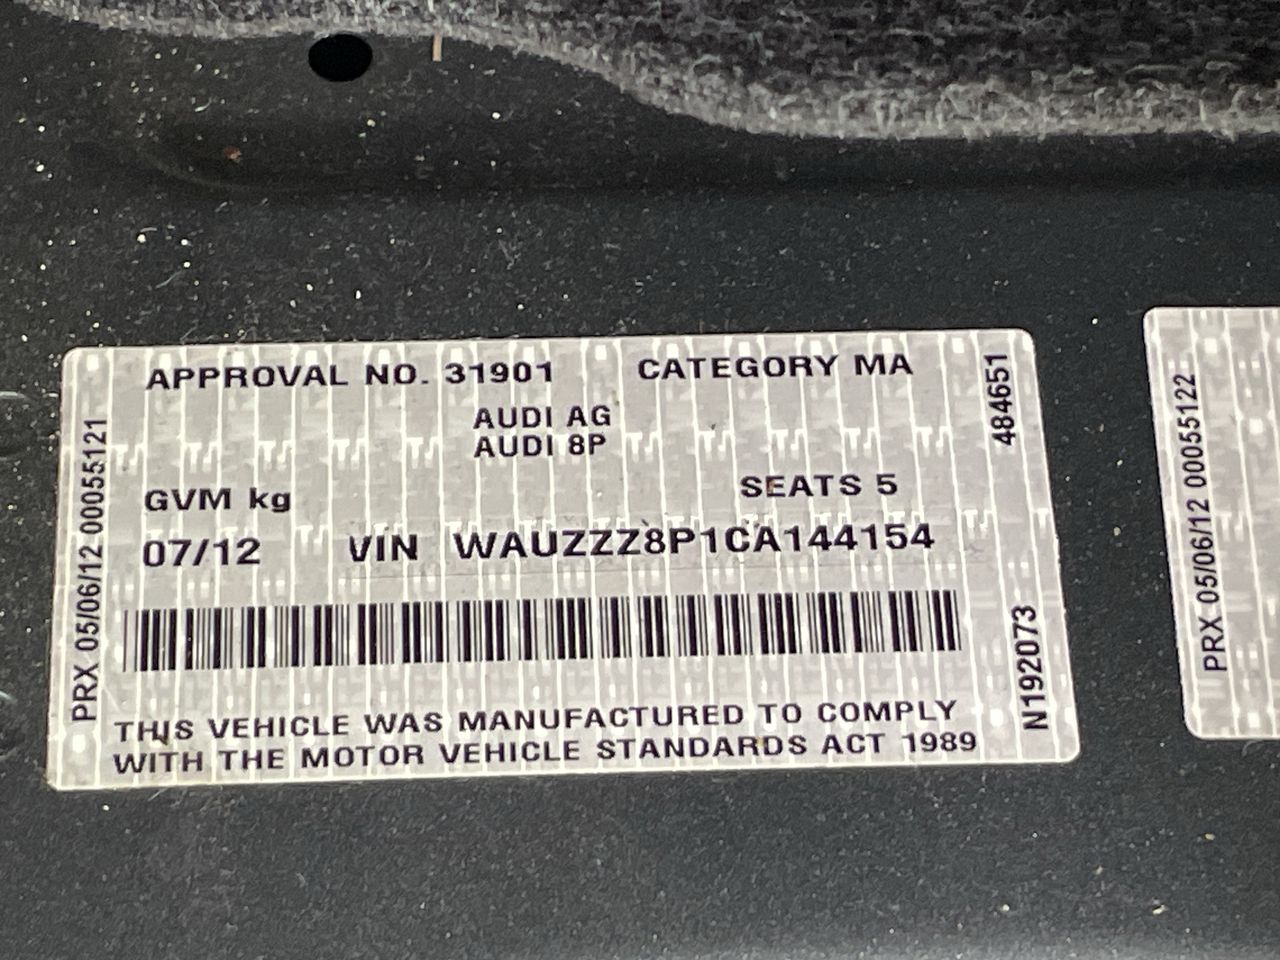 APPROVAL NO. 31901 CATEGORY MA
AUDI AG
AUDI 8P
GVM kg SEATS 5
07/12 VIN WAUZZZ8P1CA144154
THIS VEHICLE WAS MANUFACTURED TO COMPLY
WITH THE MOTOR VEHICLE STANDARDS ACT 1989
PRX 05/06/12 00055121
484651
N192073
PRX 05/06/12 00055122